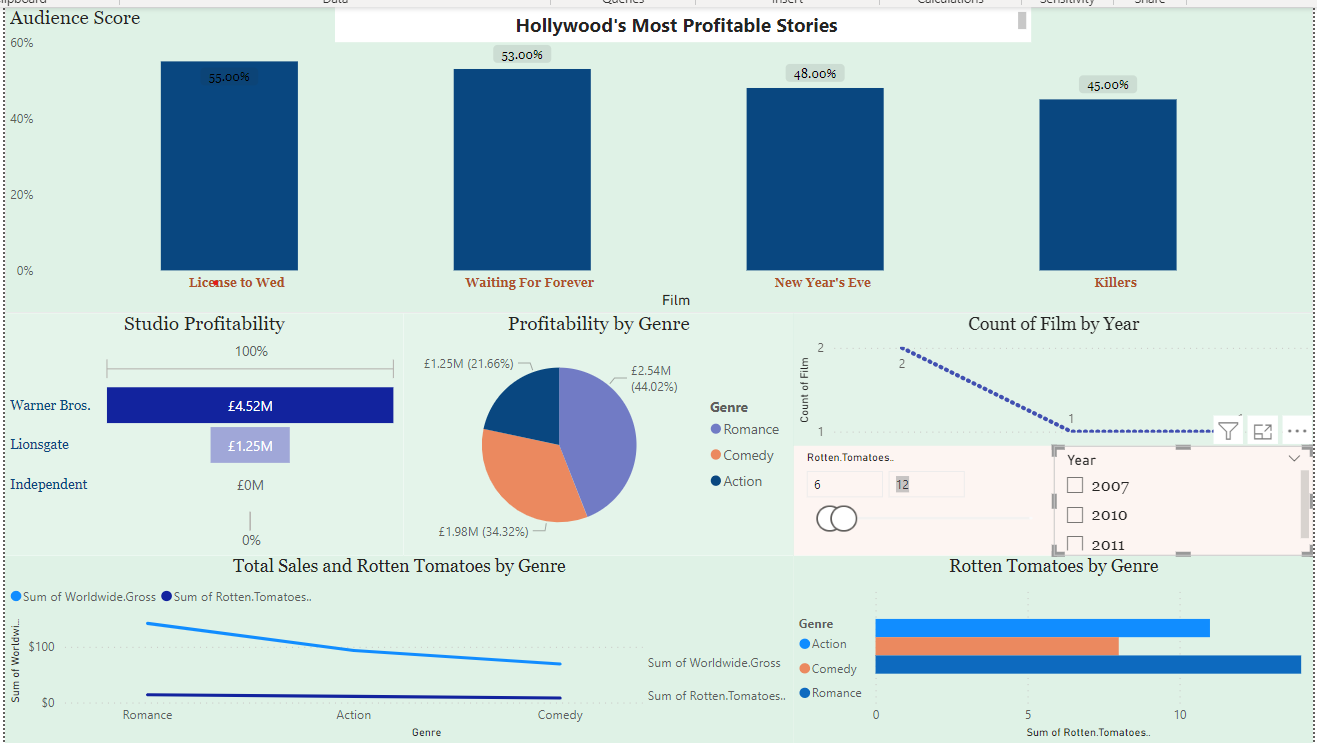 Data Queries Insert Calculations Sensitivity Share
Audience Score
Hollywood's Most Profitable Stories
60%
40%
20%
0%
55.00%
53.00%
48.00%
45.00%
License to Wed
Waiting For Forever
New Year's Eve
Killers
Film
Studio Profitability
100%
Warner Bros.
£4.52M
Lionsgate
£1.25M
Independent
£0M
0%
Profitability by Genre
£1.25M (21.66%)
£2.54M
(44.02%)
£1.98M (34.32%)
Genre
Romance
Comedy
Action
Count of Film by Year
Count of Film
2
1
2
1
Rotten.Tomatoes..
6
12
Year
2007
2010
2011
Total Sales and Rotten Tomatoes by Genre
Sum of Worldwide.Gross Sum of Rotten.Tomatoes..
Sum of Worldwi...
$100
$0
Sum of Worldwide.Gross
Sum of Rotten.Tomatoes..
Romance
Action
Comedy
Genre
Rotten Tomatoes by Genre
Genre
Action
Comedy
Romance
0
5
10
Sum of Rotten.Tomatoes..